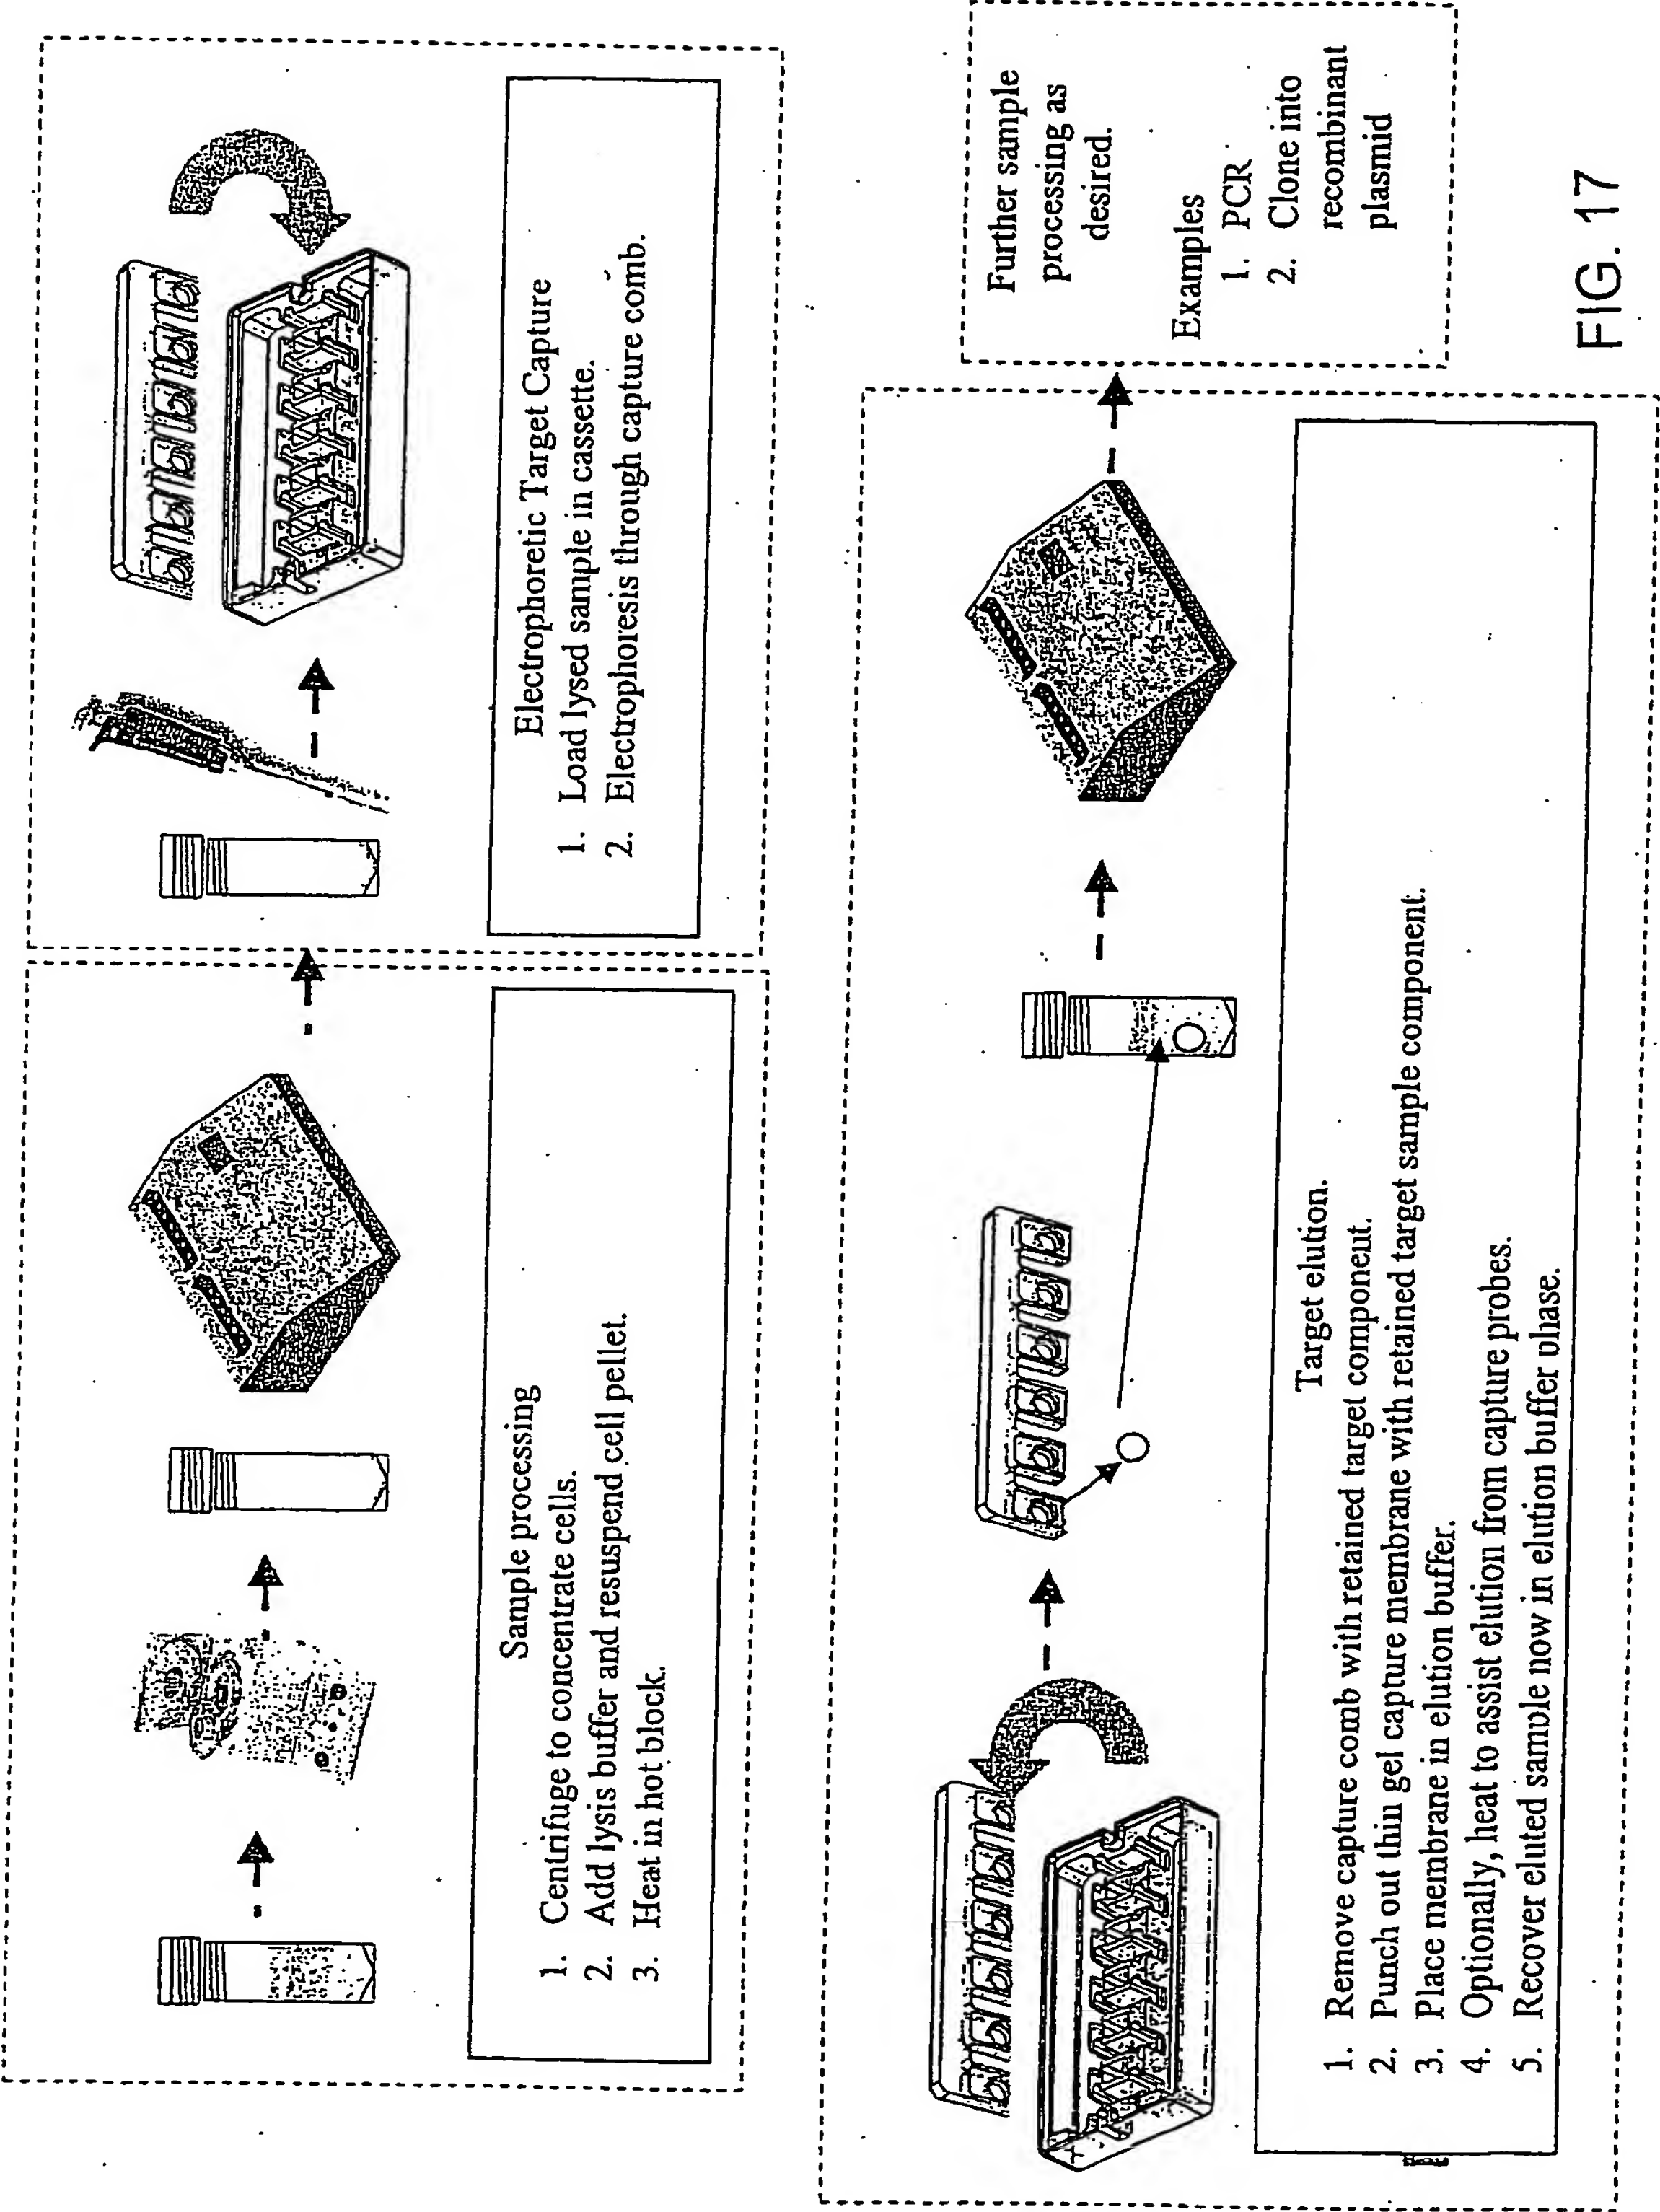 Sample processing
1. Centrifuge to concentrate cells.
2. Add lysis buffer and resuspend cell pellet.
3. Heat in hot block.
Electrophoretic Target Capture
1. Load lysed sample in cassette.
2. Electrophoresis through capture comb.
Target elution.
1. Remove capture comb with retained target component.
2. Punch out thin gel capture membrane with retained target sample component.
3. Place membrane in elution buffer.
4. Optionally, heat to assist elution from capture probes.
5. Recover eluted sample now in elution buffer phase.
Further sample
processing as
desired.
Examples
1. PCR
2. Clone into
recombinant
plasmid
FIG. 17